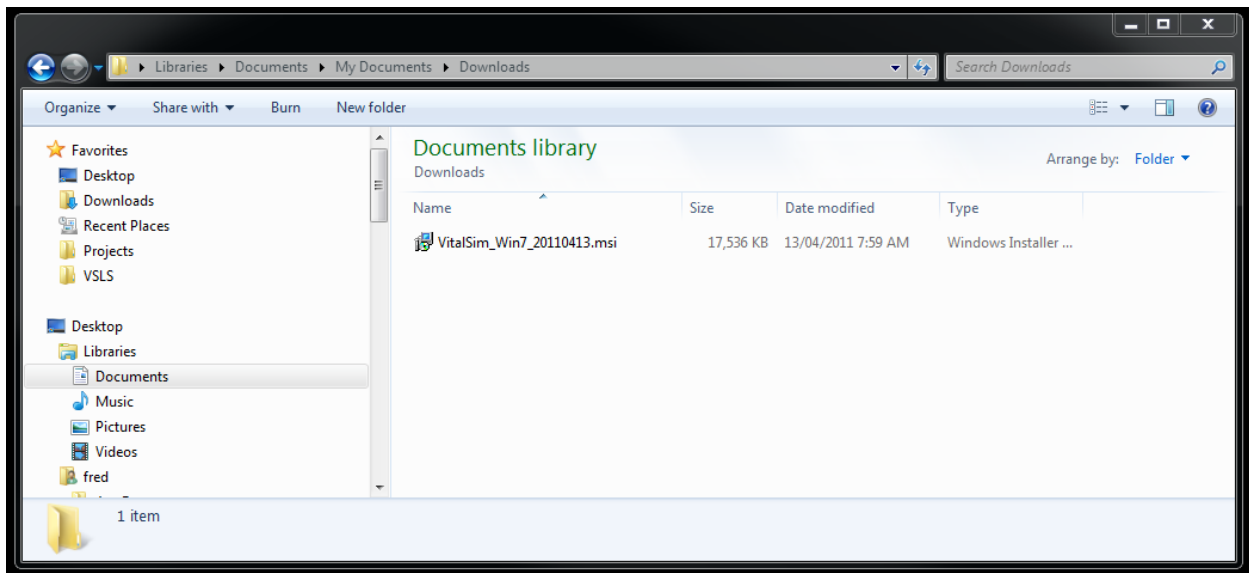 Libraries ▸ Documents ▸ My Documents ▸ Downloads
Search Downloads
Organize Share with Burn New folder
Favorites
Desktop
Downloads
Recent Places
Projects
VSLS
Desktop
Libraries
Documents
Music
Pictures
Videos
fred
Documents library
Downloads
Arrange by: Folder
Name Size Date modified Type
VitalSim_Win7_20110413.msi 17,536 KB 13/04/2011 7:59 AM Windows Installer ...
1 item